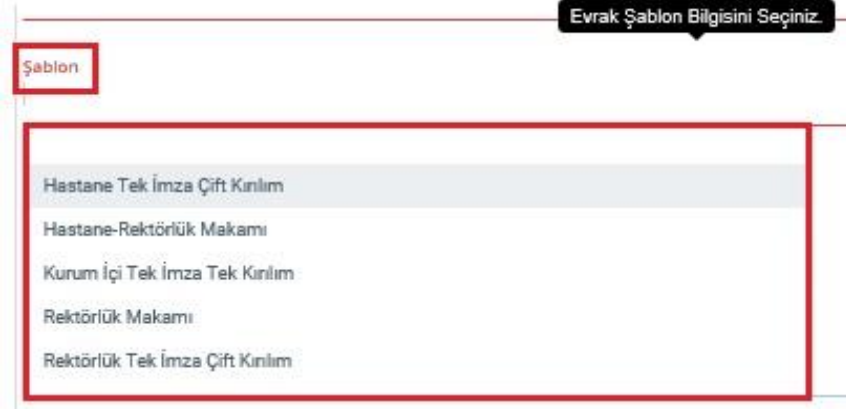 Evrak Şablon Bilgisini Seçiniz.
Şablon
Hastane Tek İmza Çift Kırılım
Hastane-Rektörlük Makamı
Kurum İçi Tek İmza Tek Kırılım
Rektörlük Makamı
Rektörlük Tek İmza Çift Kırılım